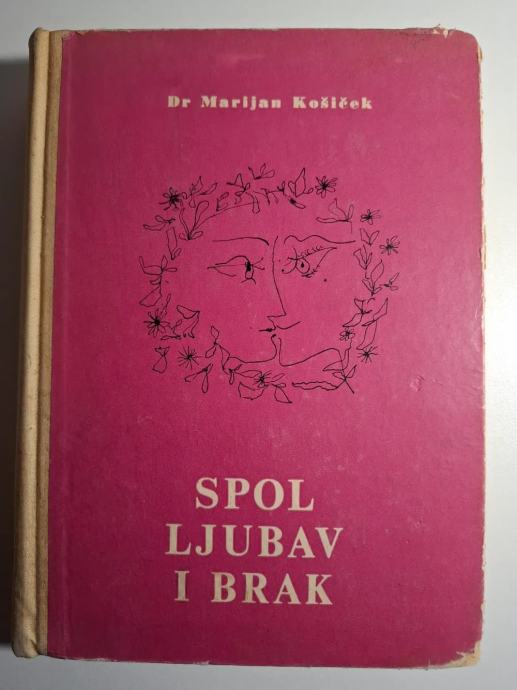 Dr Marijan Košiček
SPOL
LJUBAV
I BRAK